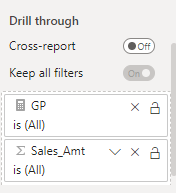 Drill through
Cross-report
Off
Keep all filters
On
GP
is (All)
Sales_Amt
is (All)